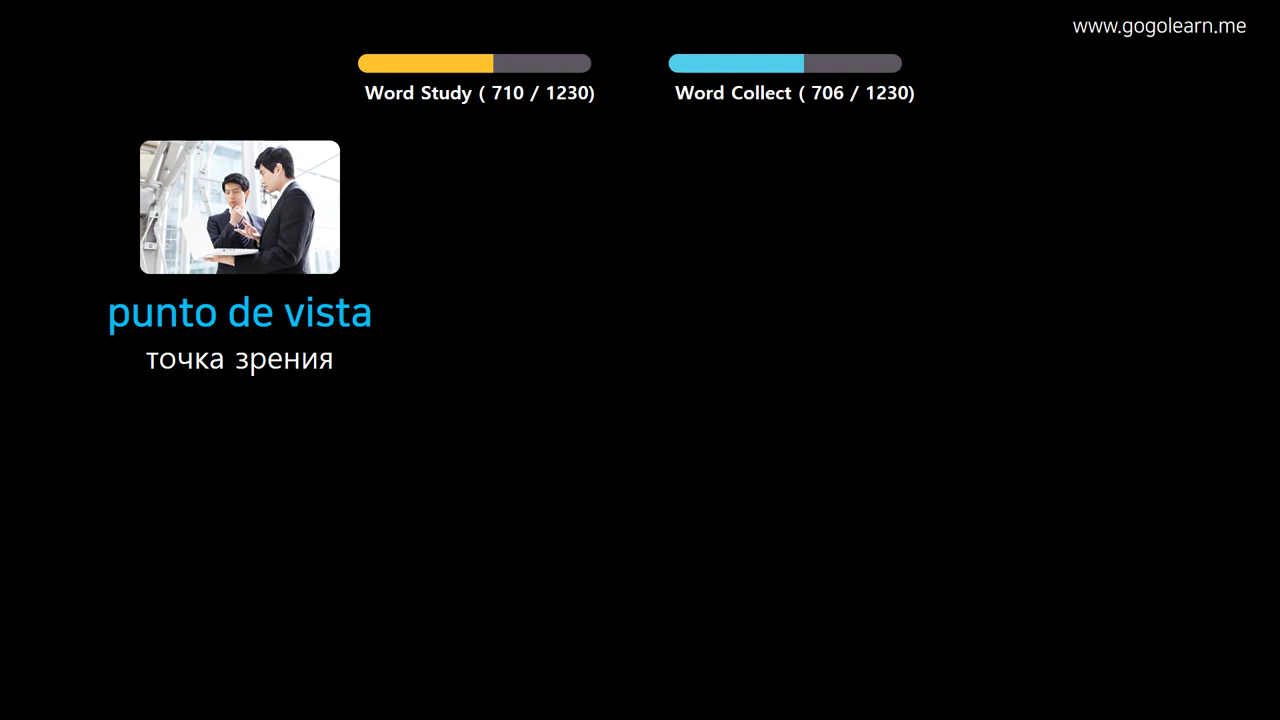 www.gogolearn.me
Word Study ( 710 / 1230)
Word Collect ( 706 / 1230)
punto de vista
точка зрения